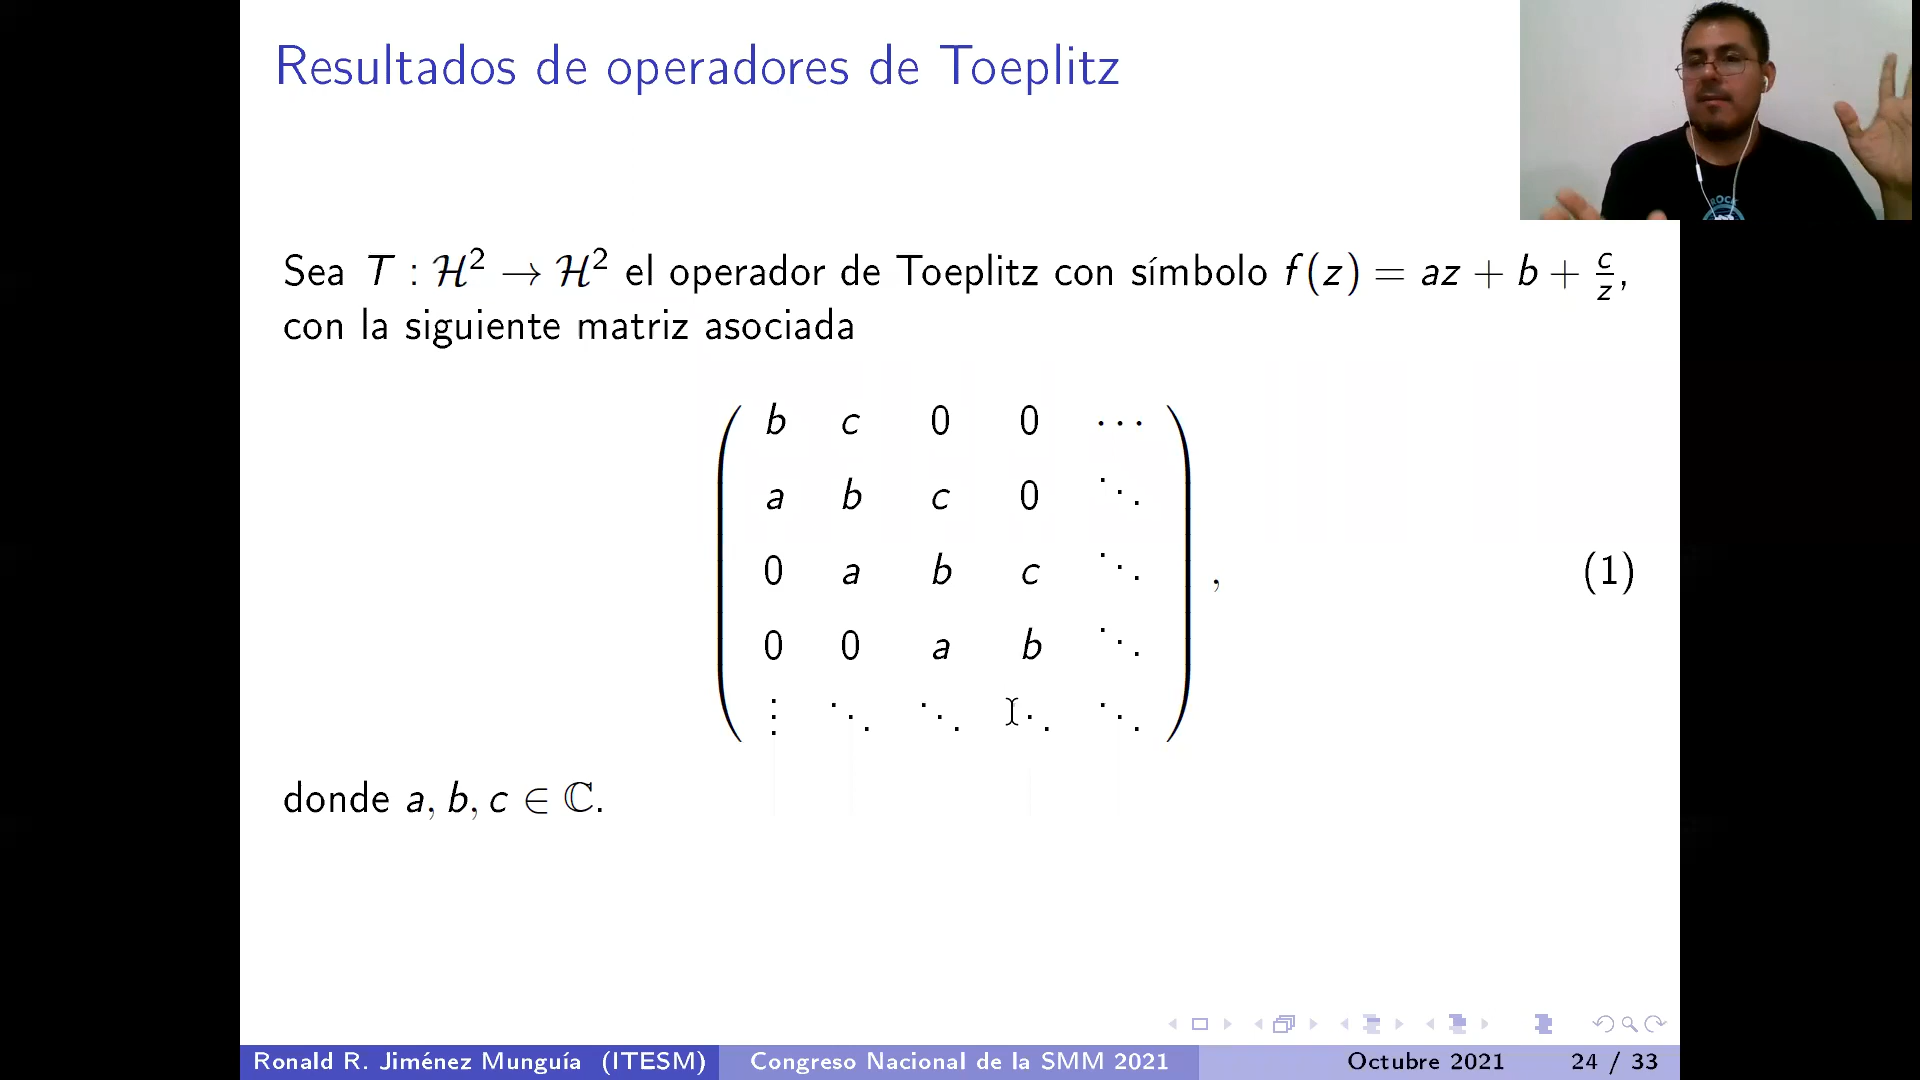 Resultados de operadores de Toeplitz
ROCK
Sea T : H² → H² el operador de Toeplitz con símbolo f(z) = az + b + c/z,
con la siguiente matriz asociada
b c 0 0 ⋯
a b c 0 ⋱
0 a b c ⋱
, (1)
0 0 a b ⋱
⋮ ⋱ ⋱ ⋱ ⋱
donde a, b, c ∈ ℂ.
Ronald R. Jiménez Munguía (ITESM) Congreso Nacional de la SMM 2021 Octubre 2021 24 / 33